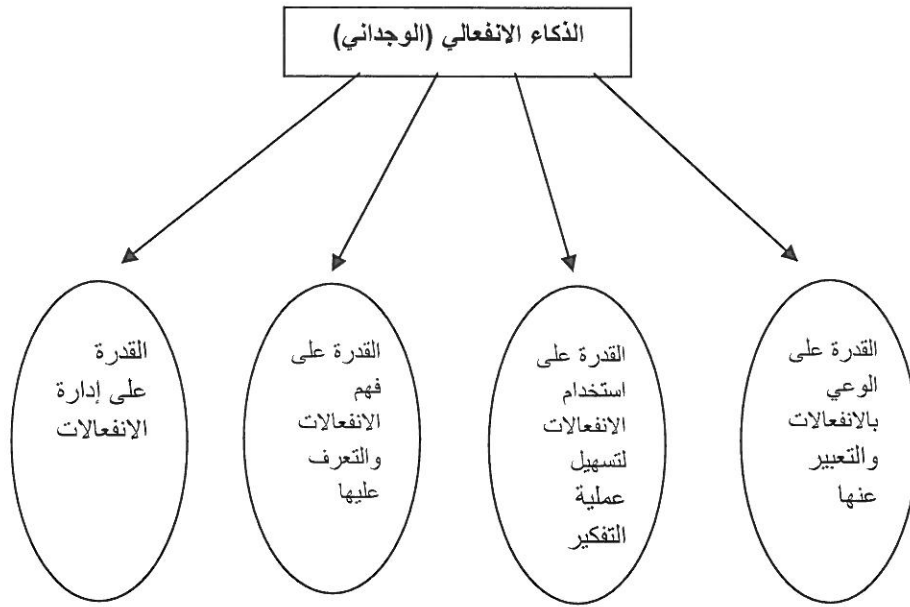 الذكاء الانفعالي (الوجداني)
القدرة على
الوعي
بالانفعالات
والتعبير
عنها
القدرة على
استخدام
الانفعالات
لتسهيل
عملية
التفكير
القدرة على
فهم
الانفعالات
والتعرف
عليها
القدرة
على إدارة
الانفعالات